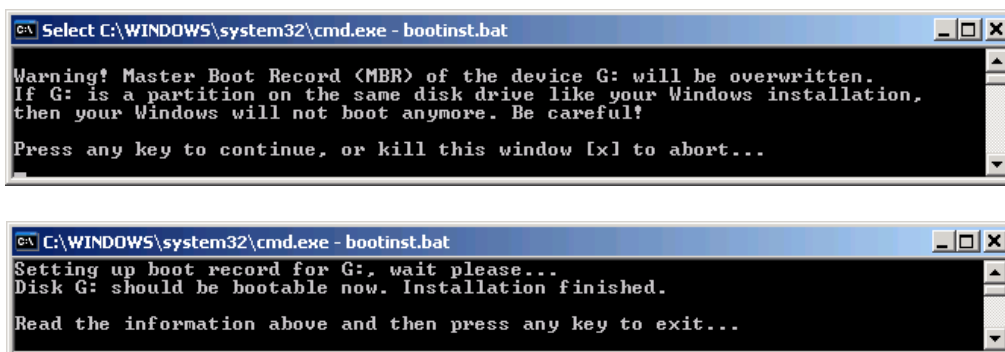 Select C:\WINDOWS\system32\cmd.exe - bootinst.bat
Warning! Master Boot Record (MBR) of the device G: will be overwritten.
If G: is a partition on the same disk drive like your Windows installation,
then your Windows will not boot anymore. Be careful!
Press any key to continue, or kill this window [x] to abort...
C:\WINDOWS\system32\cmd.exe - bootinst.bat
Setting up boot record for G:, wait please...
Disk G: should be bootable now. Installation finished.
Read the information above and then press any key to exit...